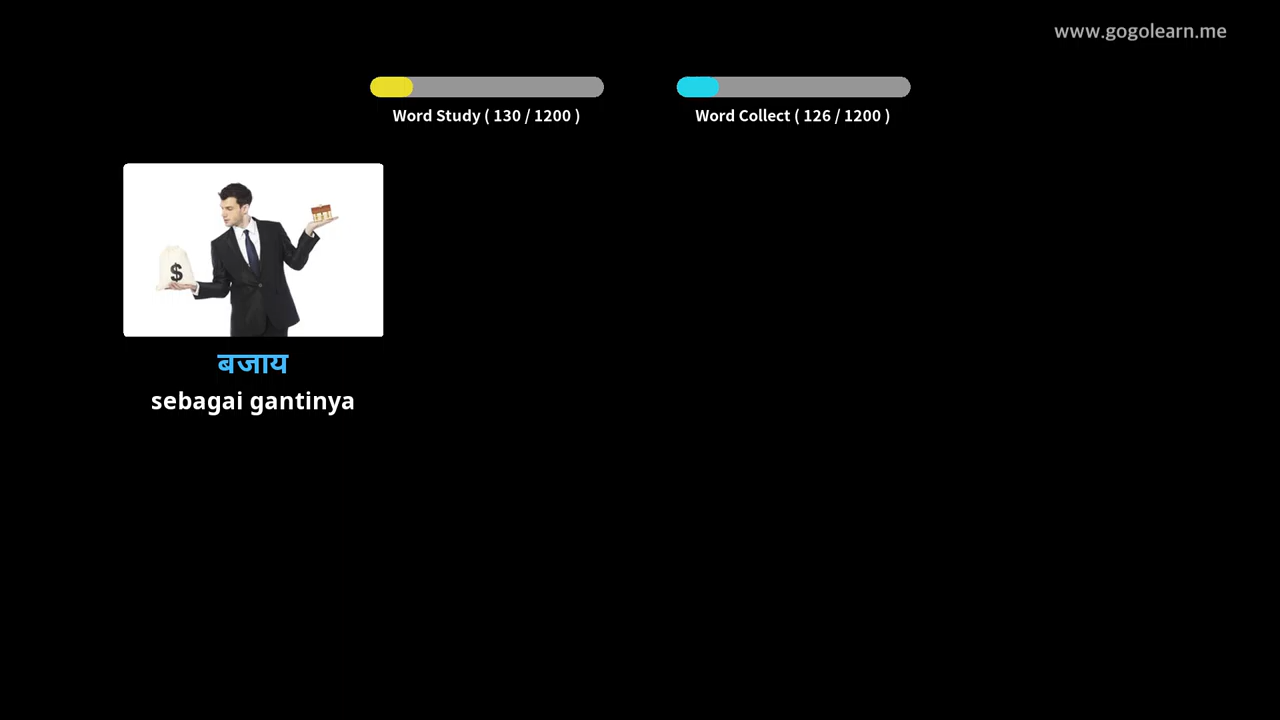 www.gogolearn.me
Word Study ( 130 / 1200 )
Word Collect ( 126 / 1200 )
$
बजाय
sebagai gantinya